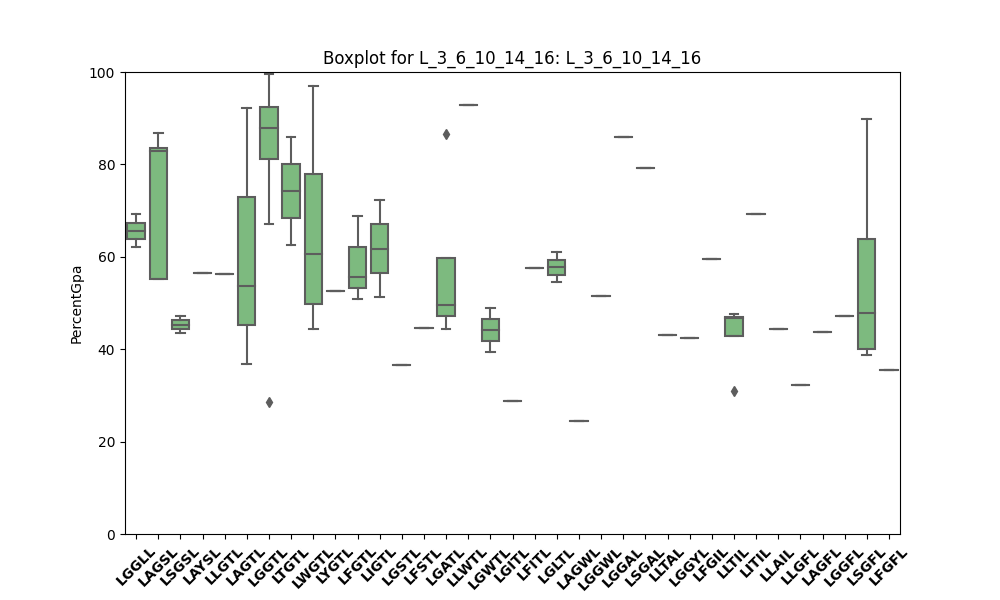 Boxplot for L_3_6_10_14_16: L_3_6_10_14_16
PercentGpa
100
80
60
40
20
0
LGGLL
LAGSL
LSGSL
LAYSL
LLGTL
LAGTL
LGGTL
LTGTL
LWGTL
LYGTL
LFGTL
LIGTL
LGSTL
LFSTL
LGATL
LLWTL
LGWTL
LGITL
LFITL
LGLTL
LAGWL
LGGWL
LGGAL
LSGAL
LLTAL
LGGYL
LFGIL
LLTIL
LITIL
LLAIL
LLGFL
LAGFL
LGGFL
LSGFL
LFGFL